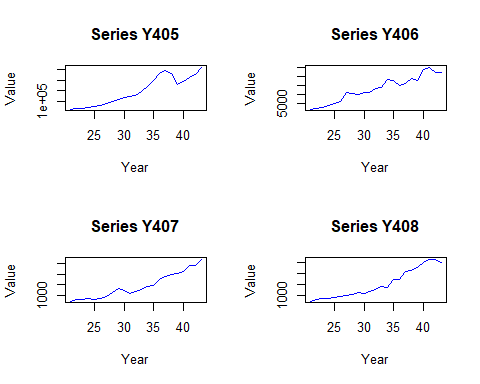 Series Y405
Series Y406
Value
1e+05
25 30 35 40
Year
Value
5000
25 30 35 40
Year
Series Y407
Series Y408
Value
1000
25 30 35 40
Year
Value
1000
25 30 35 40
Year